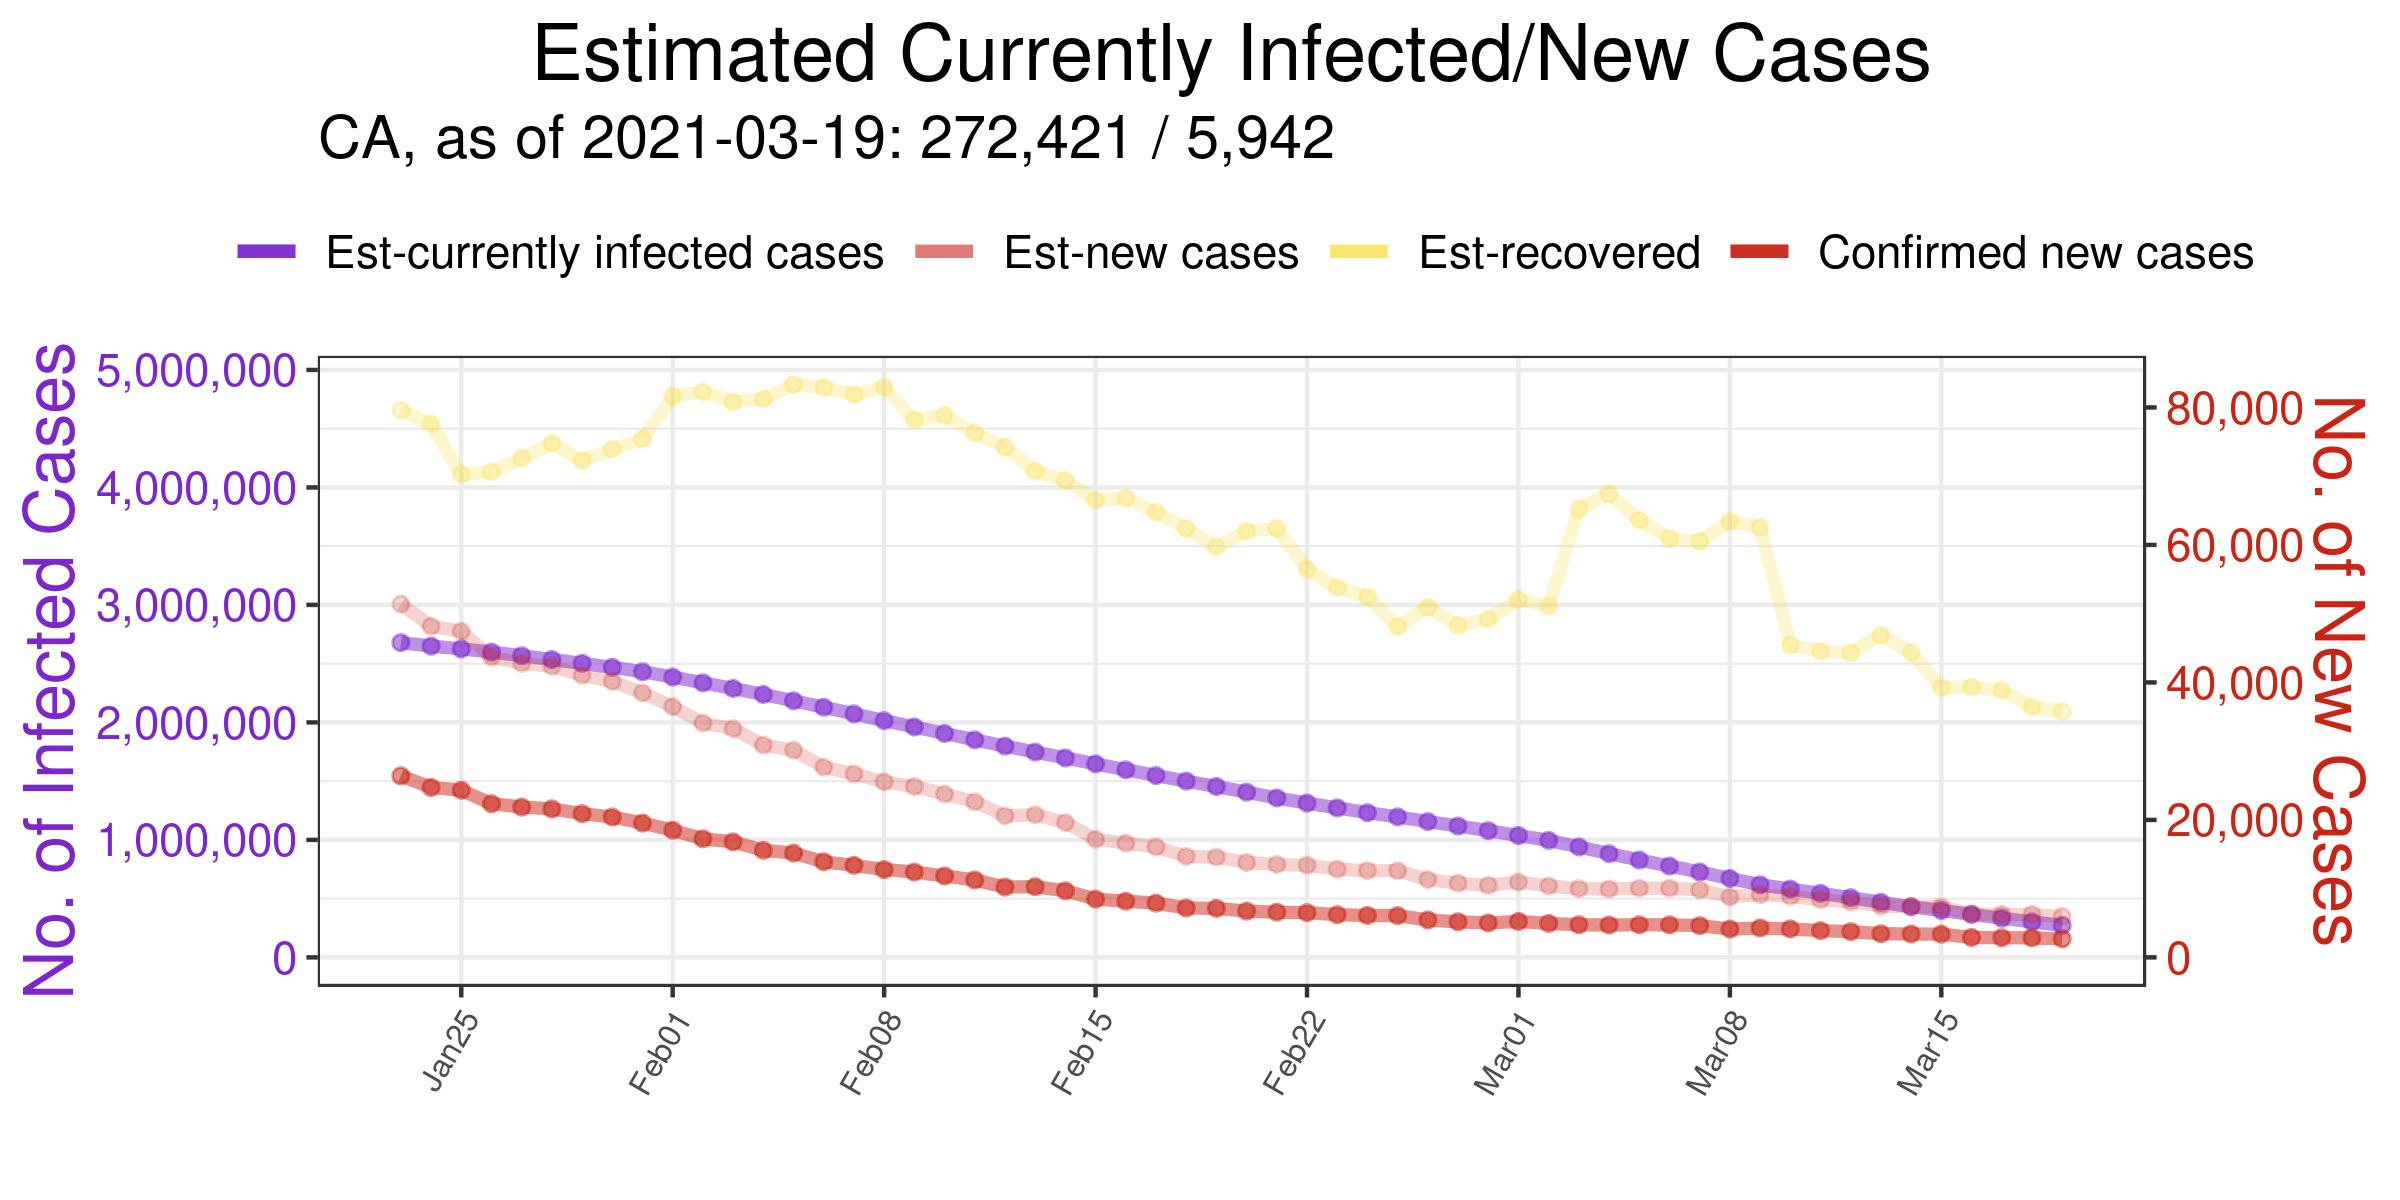 Estimated Currently Infected/New Cases
CA, as of 2021-03-19: 272,421 / 5,942
Est-currently infected cases Est-new cases Est-recovered Confirmed new cases
No. of Infected Cases
5,000,000
4,000,000
3,000,000
2,000,000
1,000,000
0
80,000
60,000
40,000
20,000
0
No. of New Cases
Jan25 Feb01 Feb08 Feb15 Feb22 Mar01 Mar08 Mar15